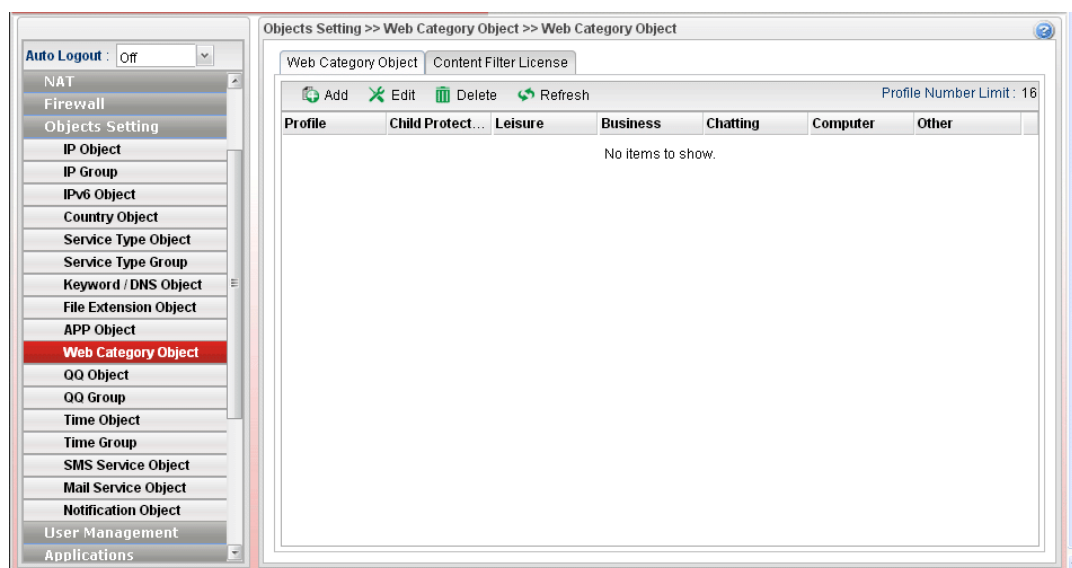 Objects Setting >> Web Category Object >> Web Category Object
Auto Logout : Off
NAT
Firewall
Objects Setting
IP Object
IP Group
IPv6 Object
Country Object
Service Type Object
Service Type Group
Keyword / DNS Object
File Extension Object
APP Object
Web Category Object
QQ Object
QQ Group
Time Object
Time Group
SMS Service Object
Mail Service Object
Notification Object
User Management
Applications
Web Category Object Content Filter License
Add Edit Delete Refresh Profile Number Limit : 16
Profile Child Protect... Leisure Business Chatting Computer Other
No items to show.